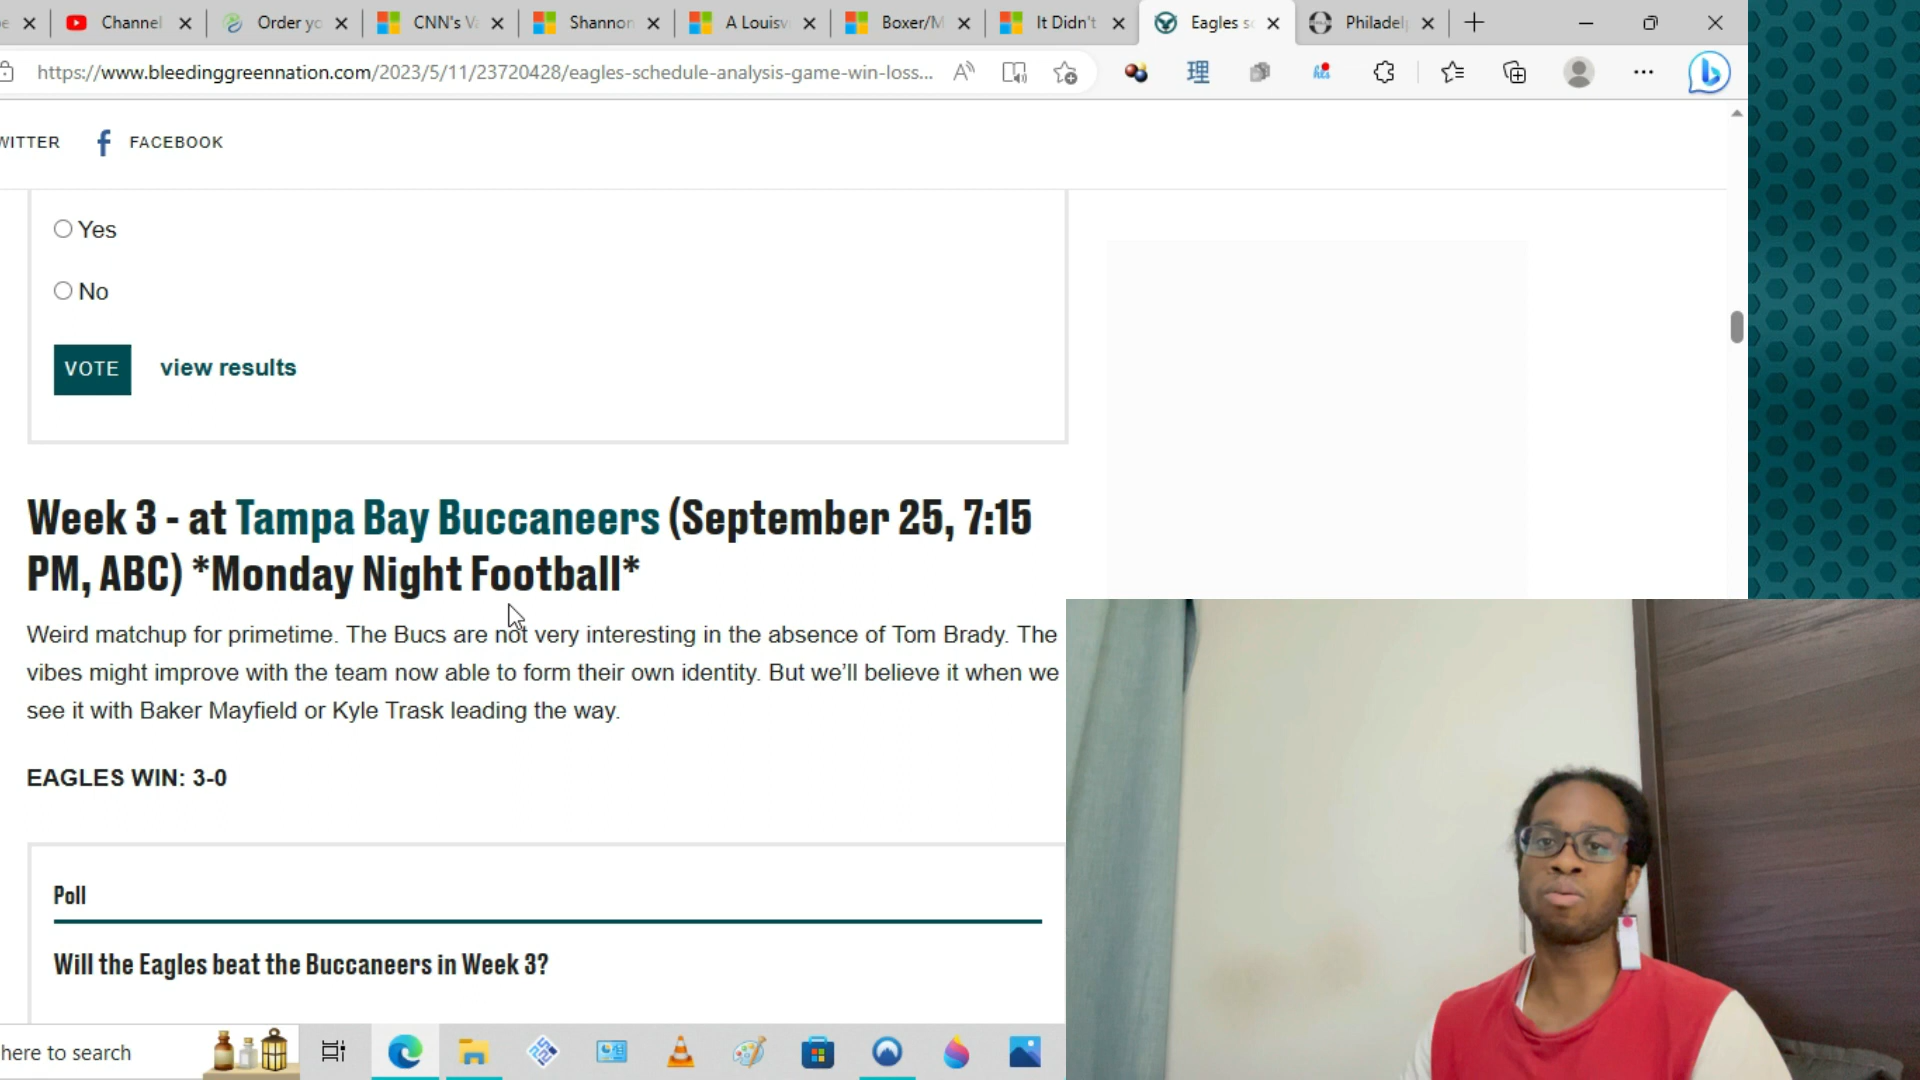 Channel
Order yo
CNN's Va
Shannon
A Louisv
Boxer/M
It Didn't
Eagles sc
Philadel
https://www.bleedinggreennation.com/2023/5/11/23720428/eagles-schedule-analysis-game-win-loss...
理
WITTER
FACEBOOK
Yes
No
VOTE
view results
Week 3 - at Tampa Bay Buccaneers (September 25, 7:15
PM, ABC) *Monday Night Football*
Weird matchup for primetime. The Bucs are not very interesting in the absence of Tom Brady. The
vibes might improve with the team now able to form their own identity. But we'll believe it when we
see it with Baker Mayfield or Kyle Trask leading the way.
EAGLES WIN: 3-0
Poll
Will the Eagles beat the Buccaneers in Week 3?
here to search